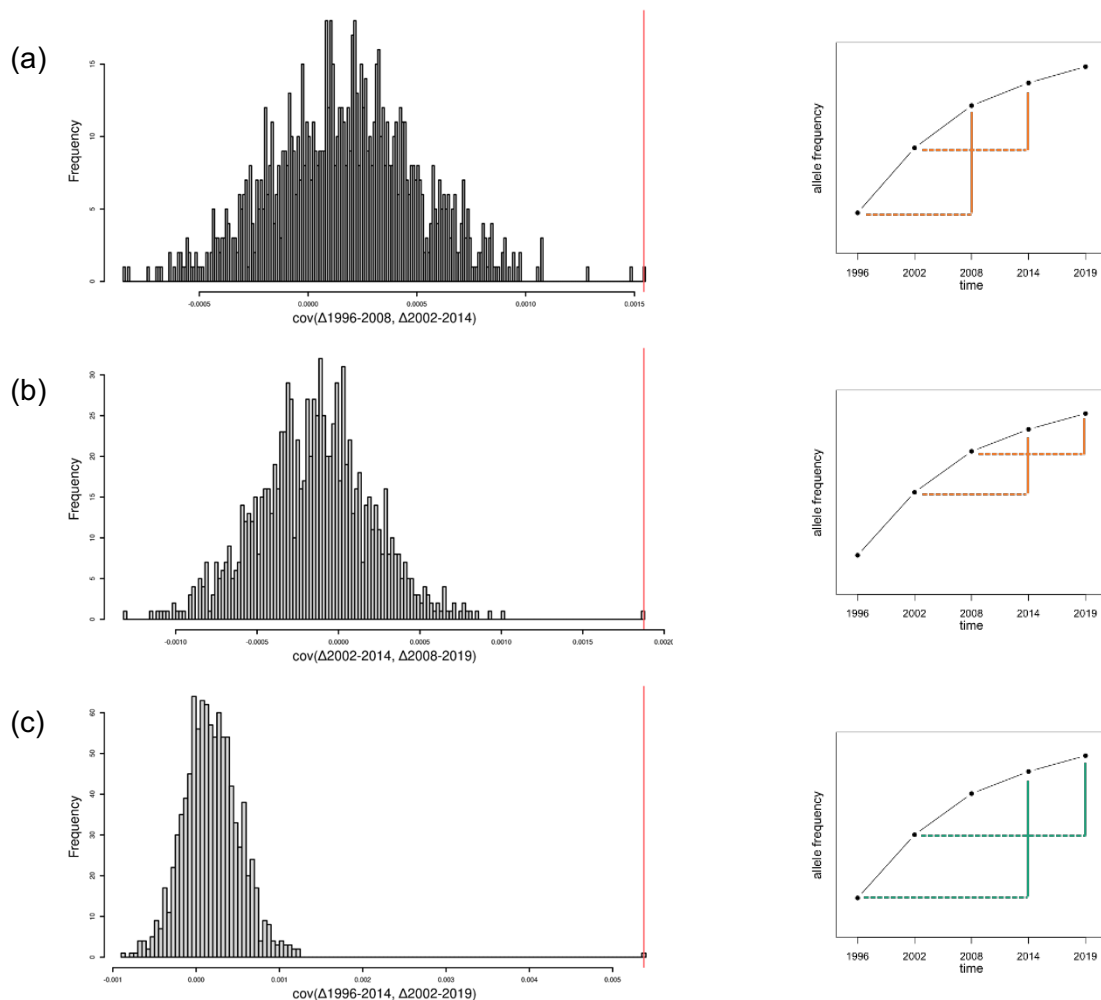 (a)
Frequency
0 5 10 15
-0.0005 0.0000 0.0005 0.0010 0.0015
cov(Δ1996-2008, Δ2002-2014)
allele frequency
1996 2002 2008 2014 2019
time
(b)
Frequency
0 5 10 15 20 25 30
-0.0010 -0.0005 0.0000 0.0005 0.0010 0.0015 0.0020
cov(Δ2002-2014, Δ2008-2019)
allele frequency
1996 2002 2008 2014 2019
time
(c)
Frequency
0 10 20 30 40 50 60
-0.001 0.000 0.001 0.002 0.003 0.004 0.005
cov(Δ1996-2014, Δ2002-2019)
allele frequency
1996 2002 2008 2014 2019
time